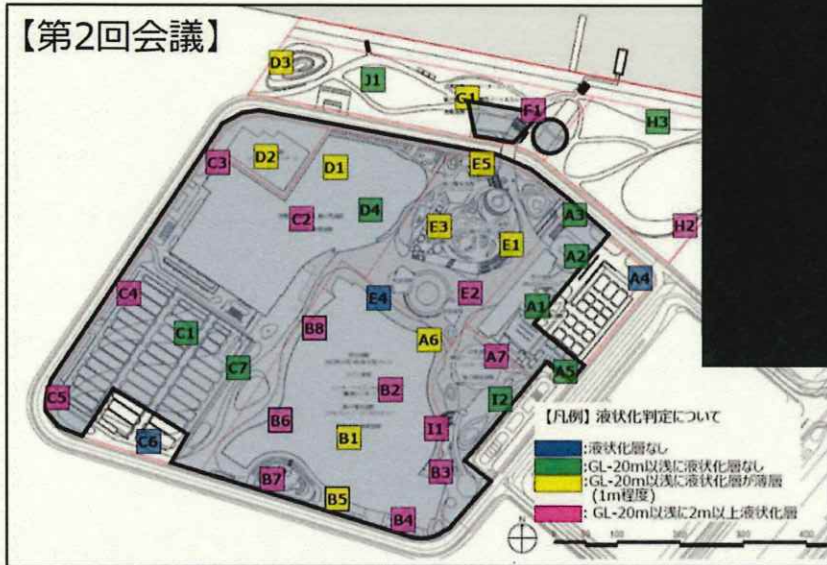 【第2回会議】
D3
J1
G1
F1
H3
C3
D2
D1
E5
C2
D4
E3
E1
A3
H2
A2
A4
C4
E4
E2
A1
C1
B8
A6
A7
C7
A5
C5
B2
I2
B6
B1
I1
C6
B7
B3
B5
B4
【凡例】液状化判定について
:液状化層なし
:GL-20m以浅に液状化層なし
:GL-20m以浅に液状化層が薄層
(1m程度)
: GL-20m以浅に2m以上液状化層
N
0 100 200 300 400